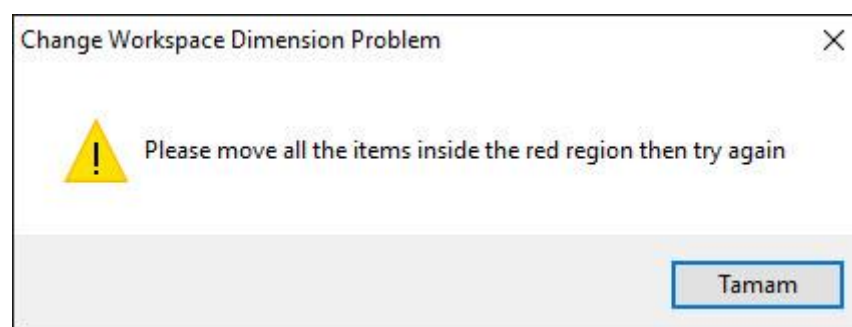 Change Workspace Dimension Problem
Please move all the items inside the red region then try again
Tamam